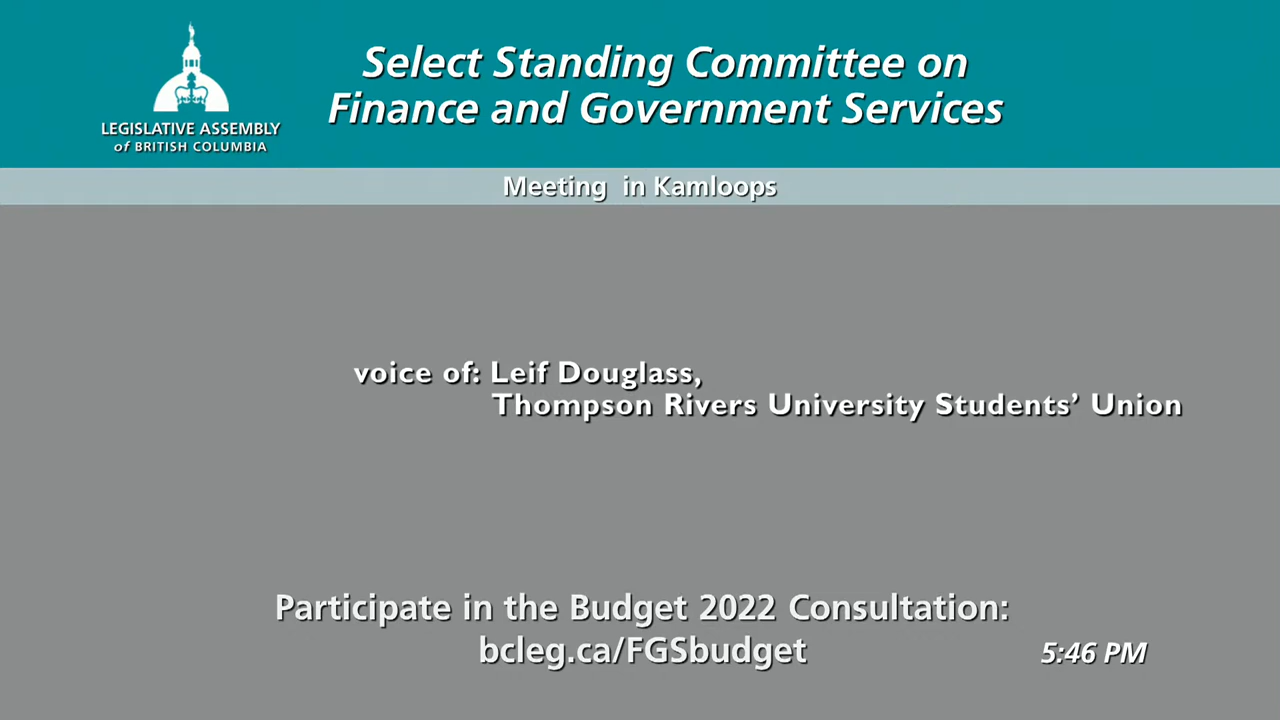 LEGISLATIVE ASSEMBLY
of BRITISH COLUMBIA
Select Standing Committee on
Finance and Government Services
Meeting in Kamloops
voice of: Leif Douglass,
Thompson Rivers University Students’ Union
Participate in the Budget 2022 Consultation:
bcleg.ca/FGSbudget
5:46 PM